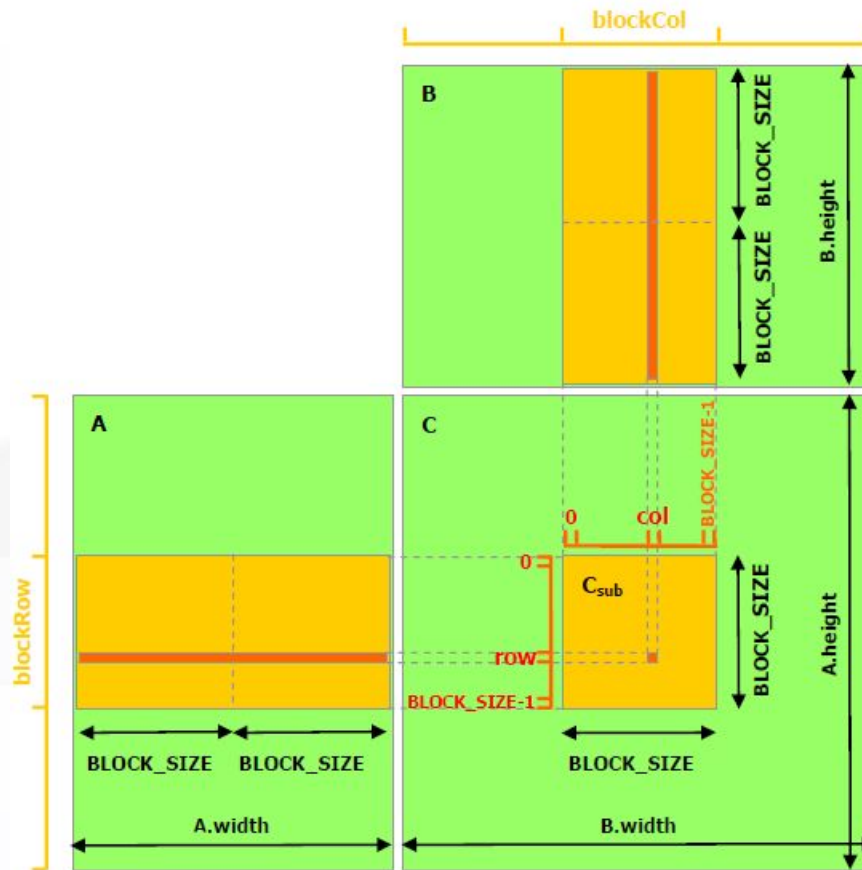 blockCol
B
BLOCK_SIZE
BLOCK_SIZE
B.height
A
C
BLOCK_SIZE-1
0
col
0
Csub
row
BLOCK_SIZE-1
blockRow
BLOCK_SIZE
A.height
BLOCK_SIZE
BLOCK_SIZE
BLOCK_SIZE
A.width
B.width